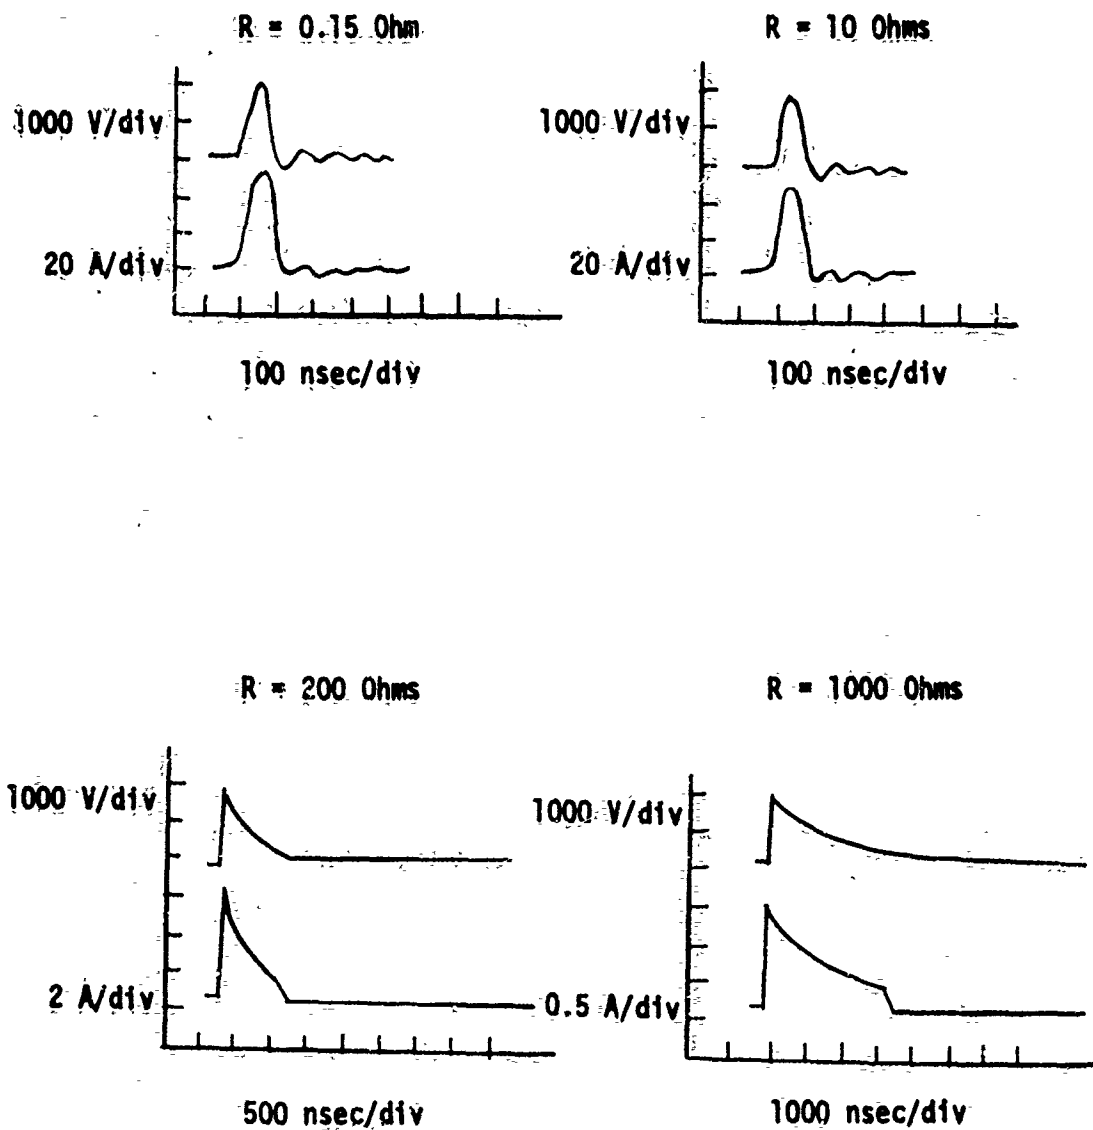 R = 0.15 Ohm
1000 V/div
20 A/div
100 nsec/div
R = 10 Ohms
1000 V/div
20 A/div
100 nsec/div
R = 200 Ohms
1000 V/div
2 A/div
500 nsec/div
R = 1000 Ohms
1000 V/div
0.5 A/div
1000 nsec/div